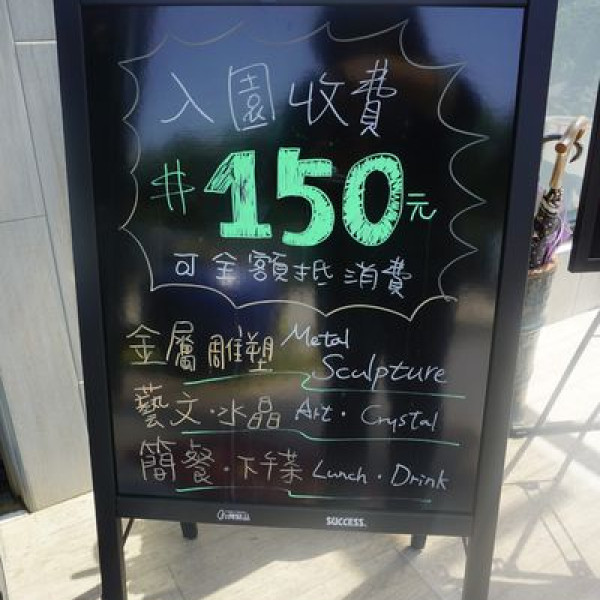 入園收費
$150元
可全額抵消費
金屬雕塑 Metal Sculpture
藝文·水晶 Art · Crystal
簡餐·下午茶 Lunch · Drink
SUCCESS.